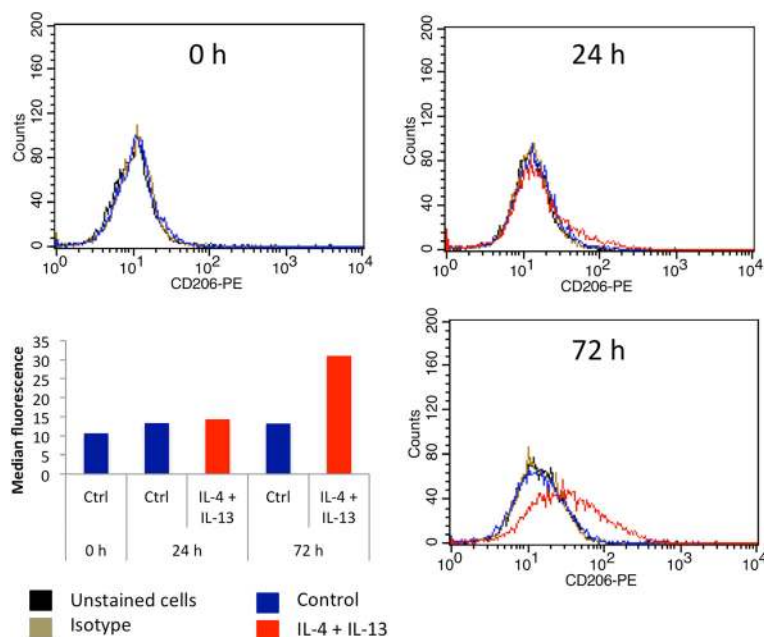 0 h
200
160
120
80
40
0
Counts
10^0 10^1 10^2 10^3 10^4
CD206-PE
24 h
200
160
120
80
40
0
Counts
10^0 10^1 10^2 10^3 10^4
CD206-PE
Median fluorescence
35
30
25
20
15
10
5
0
Ctrl Ctrl IL-4 + IL-13 Ctrl IL-4 + IL-13
0 h 24 h 72 h
72 h
200
160
120
80
40
0
Counts
10^0 10^1 10^2 10^3 10^4
CD206-PE
Unstained cells
Isotype
Control
IL-4 + IL-13